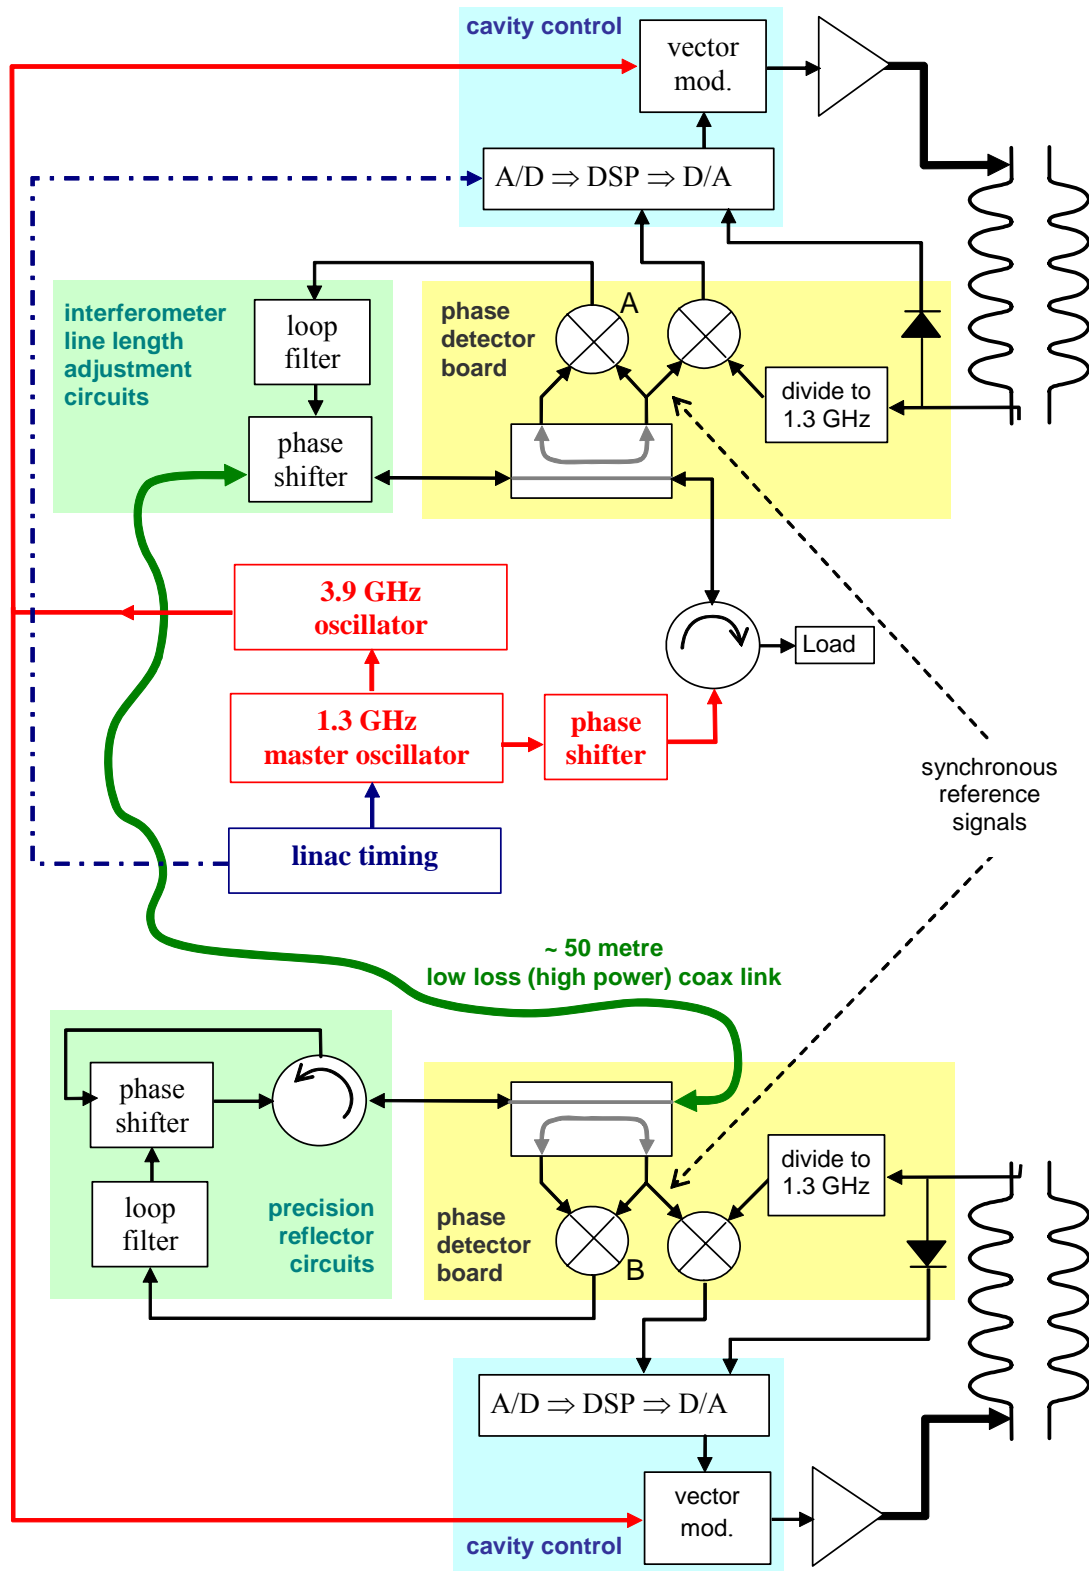 cavity control
vector
mod.
A/D ⇒ DSP ⇒ D/A
interferometer
line length
adjustment
circuits
loop
filter
phase
shifter
phase
detector
board
A
divide to
1.3 GHz
3.9 GHz
oscillator
1.3 GHz
master oscillator
phase
shifter
Load
linac timing
synchronous
reference
signals
~ 50 metre
low loss (high power) coax link
phase
shifter
loop
filter
precision
reflector
circuits
phase
detector
board
B
divide to
1.3 GHz
A/D ⇒ DSP ⇒ D/A
vector
mod.
cavity control